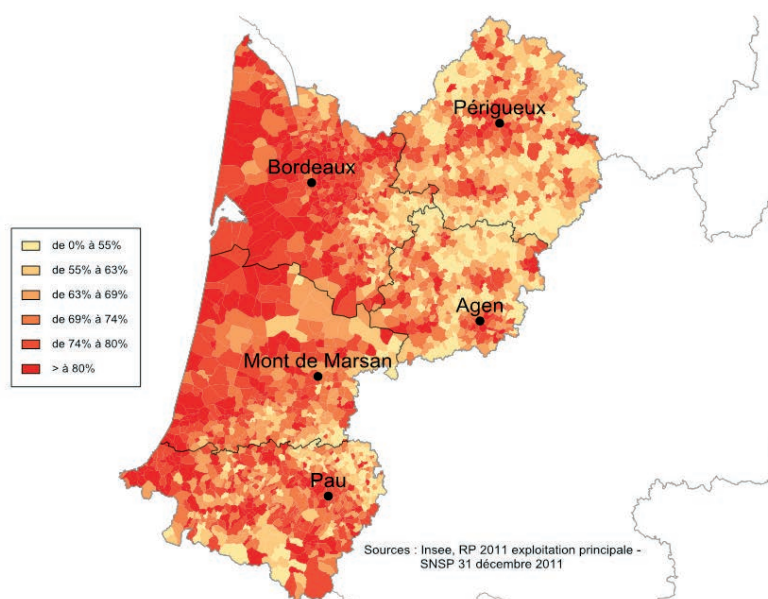 Périgueux
Bordeaux
de 0% à 55%
de 55% à 63%
de 63% à 69%
de 69% à 74%
de 74% à 80%
> à 80%
Agen
Mont de Marsan
Pau
Sources : Insee, RP 2011 exploitation principale -
SNSP 31 décembre 2011